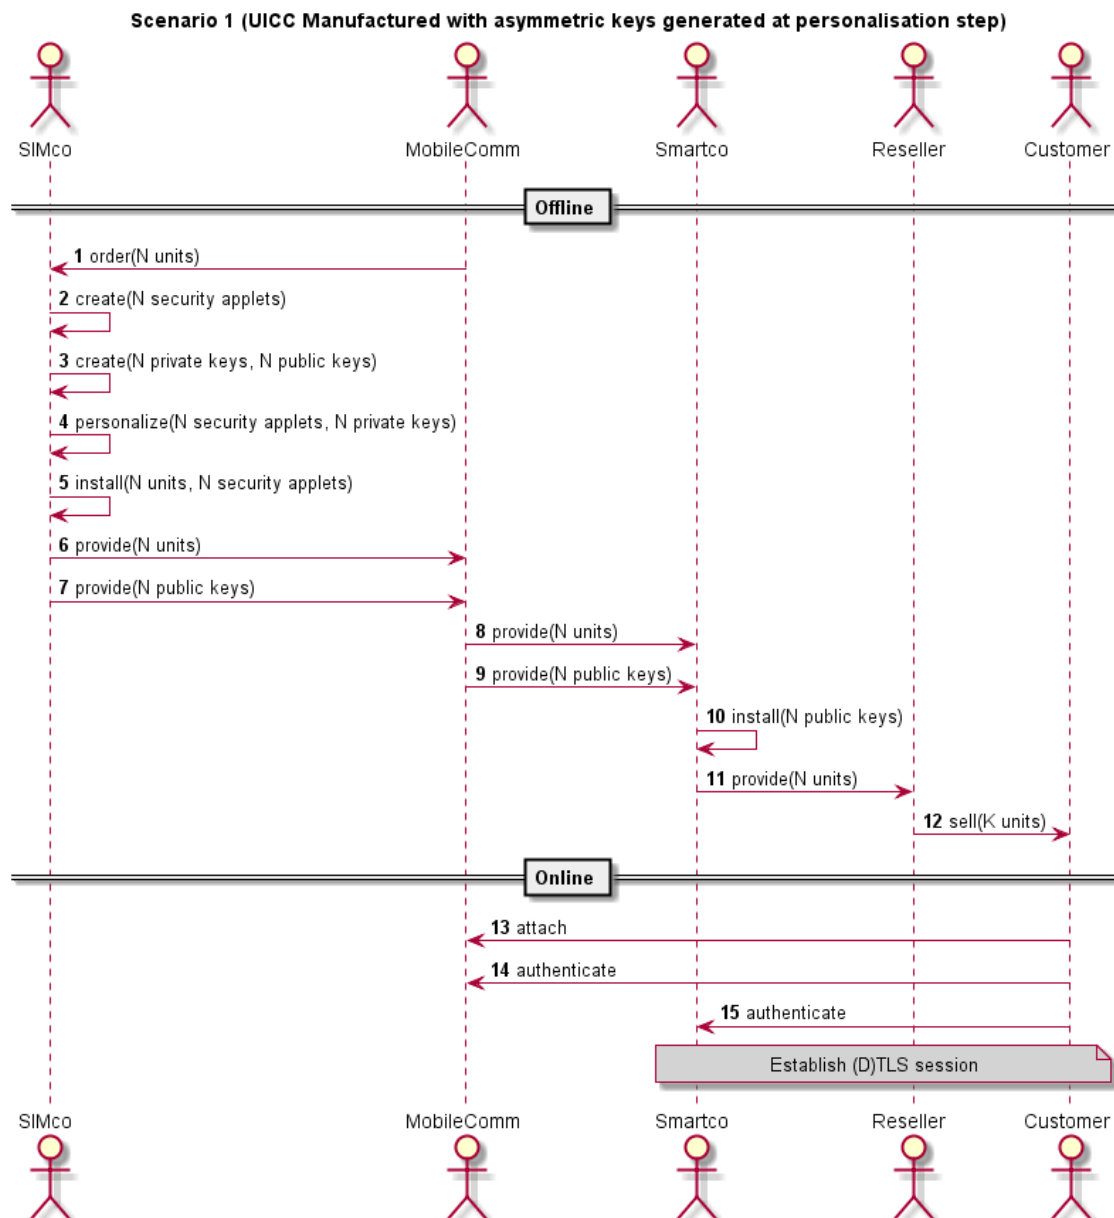 Scenario 1 (UICC Manufactured with asymmetric keys generated at personalisation step)
SIMco
MobileComm
Smartco
Reseller
Customer
Offline
1 order(N units)
2 create(N security applets)
3 create(N private keys, N public keys)
4 personalize(N security applets, N private keys)
5 install(N units, N security applets)
6 provide(N units)
7 provide(N public keys)
8 provide(N units)
9 provide(N public keys)
10 install(N public keys)
11 provide(N units)
12 sell(K units)
Online
13 attach
14 authenticate
15 authenticate
Establish (D)TLS session
SIMco
MobileComm
Smartco
Reseller
Customer